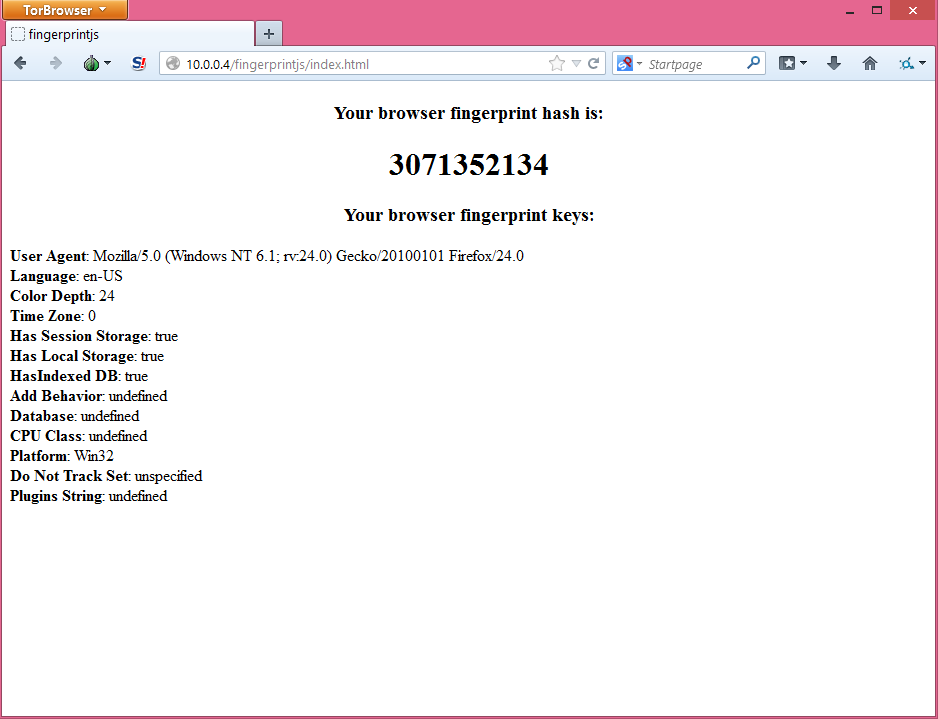 TorBrowser
fingerprintjs
S!
10.0.0.4/fingerprintjs/index.html
Startpage
Your browser fingerprint hash is:
3071352134
Your browser fingerprint keys:
User Agent: Mozilla/5.0 (Windows NT 6.1; rv:24.0) Gecko/20100101 Firefox/24.0
Language: en-US
Color Depth: 24
Time Zone: 0
Has Session Storage: true
Has Local Storage: true
HasIndexed DB: true
Add Behavior: undefined
Database: undefined
CPU Class: undefined
Platform: Win32
Do Not Track Set: unspecified
Plugins String: undefined